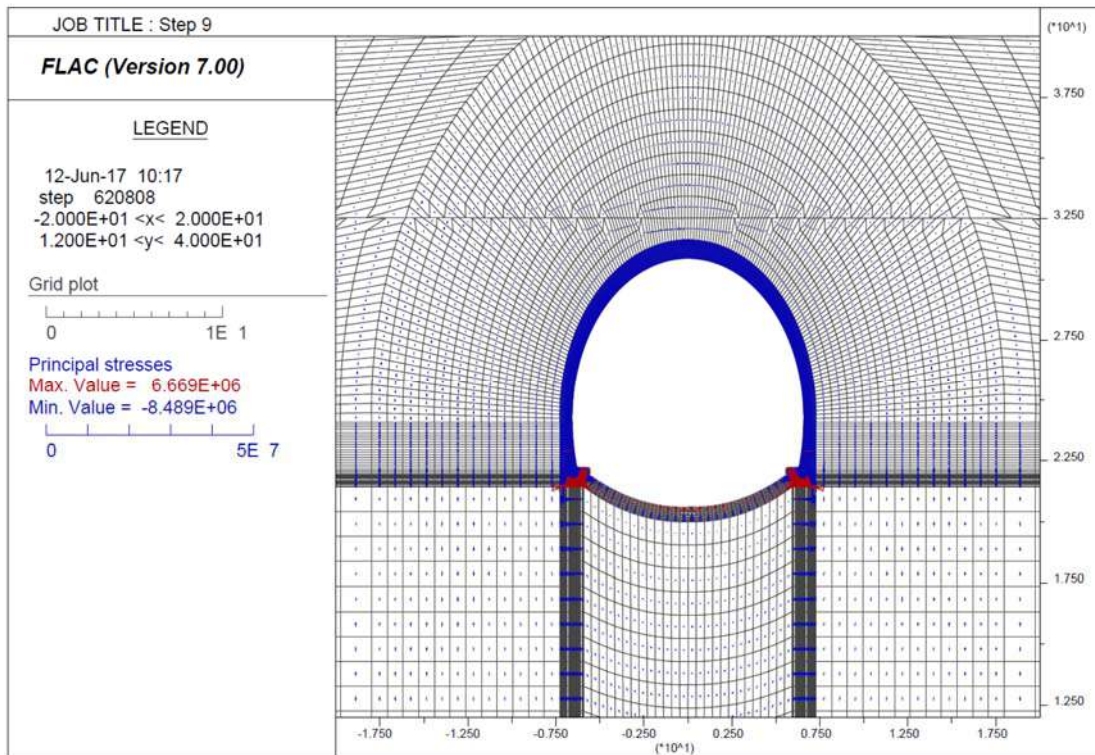 JOB TITLE : Step 9
FLAC (Version 7.00)
LEGEND
12-Jun-17 10:17
step 620808
-2.000E+01 <x< 2.000E+01
1.200E+01 <y< 4.000E+01
Grid plot
0 1E 1
Principal stresses
Max. Value = 6.669E+06
Min. Value = -8.489E+06
0 5E 7
(*10^1)
3.750
3.250
2.750
2.250
1.750
1.250
-1.750 -1.250 -0.750 -0.250 0.250 0.750 1.250 1.750
(*10^1)